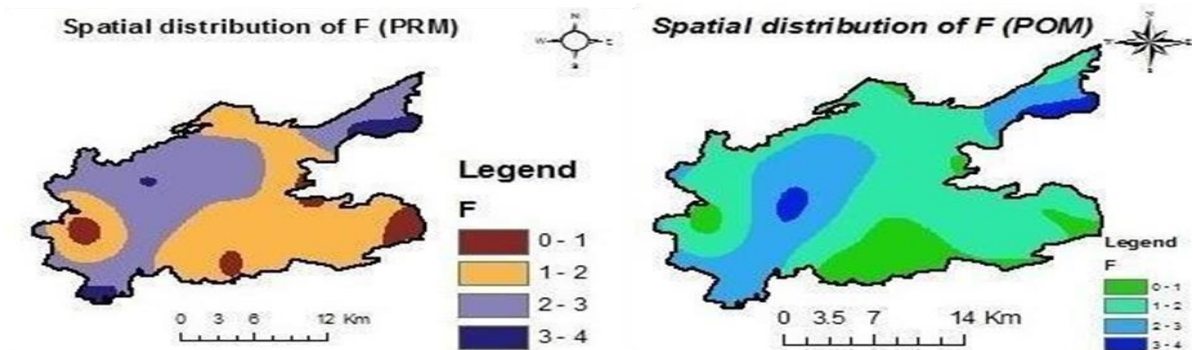 Spatial distribution of F (PRM)
N
W
E
S
Legend
F
0 - 1
1 - 2
2 - 3
3 - 4
0 3 6 12 Km
Spatial distribution of F (POM)
N
Legend
F
0 - 1
1 - 2
2 - 3
3 - 4
0 3.5 7 14 Km